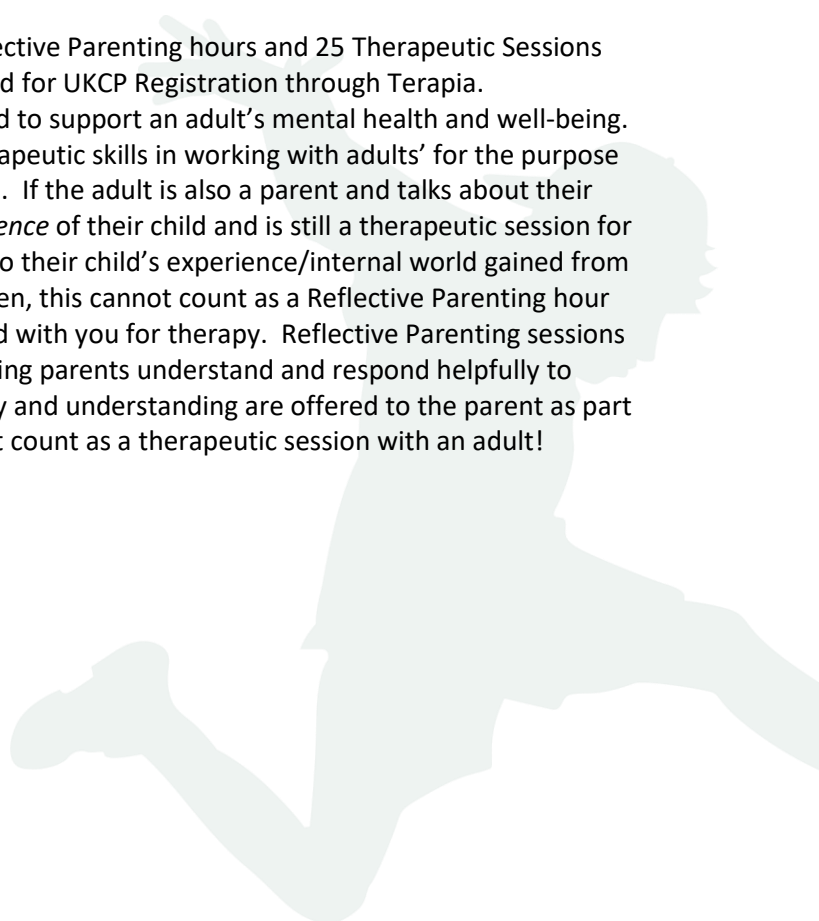 ective Parenting hours and 25 Therapeutic Sessions
d for UKCP Registration through Terapia.
d to support an adult’s mental health and well-being.
apeutic skills in working with adults’ for the purpose
. If the adult is also a parent and talks about their
ence of their child and is still a therapeutic session for
o their child’s experience/internal world gained from
en, this cannot count as a Reflective Parenting hour
d with you for therapy. Reflective Parenting sessions
ing parents understand and respond helpfully to
y and understanding are offered to the parent as part
t count as a therapeutic session with an adult!